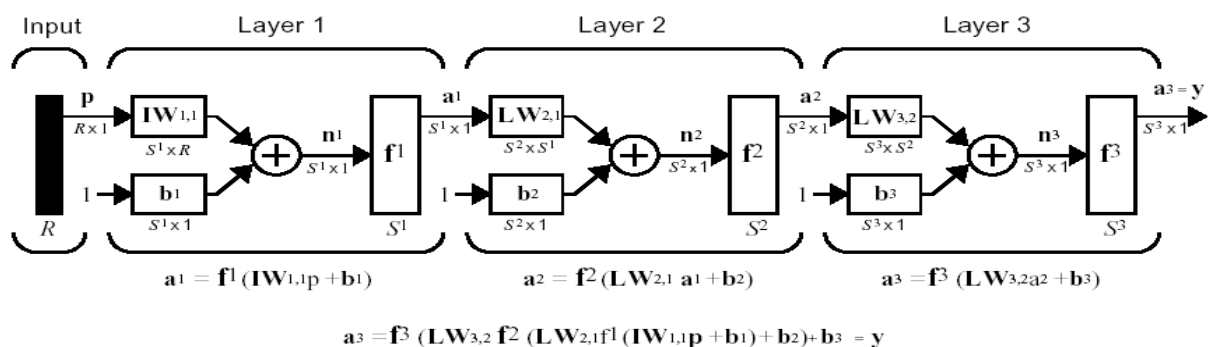 Input Layer 1 Layer 2 Layer 3
p a1 a2 a3 = y
IW1,1 LW2,1 LW3,2
R×1 S1×1 S2×1 S3×1
S1×R n1 S2×S1 n2 S3×S2 n3
f1 f2 f3
S1×1 S2×1 S3×1
1 b1 1 b2 1 b3
R S1×1 S1 S2×1 S2 S3×1 S3
a1 = f1 (IW1,1p +b1) a2 = f2 (LW2,1 a1+b2) a3 =f3 (LW3,2a2 +b3)
a3 =f3 (LW3,2 f2 (LW2,1f1 (IW1,1p +b1)+b2)+b3 = y